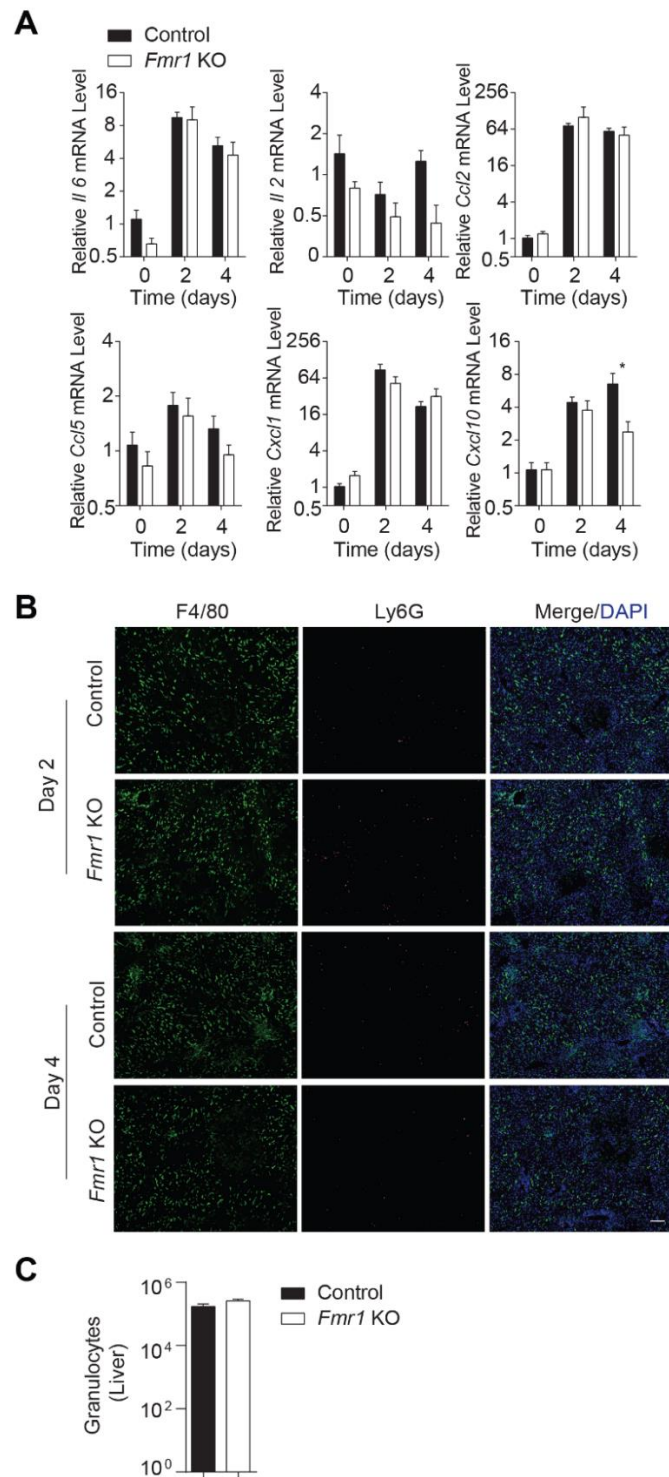 A
Control
Fmr1 KO
Relative Il 6 mRNA Level
16
8
4
1
0.5
0 2 4
Time (days)
Relative Il 2 mRNA Level
4
2
1
0.5
0
0 2 4
Time (days)
Relative Ccl2 mRNA Level
256
64
16
4
1
0.5
0 2 4
Time (days)
Relative Ccl5 mRNA Level
4
2
1
0.5
0 2 4
Time (days)
Relative Cxcl1 mRNA Level
256
64
16
4
1
0.5
0 2 4
Time (days)
Relative Cxcl10 mRNA Level
16
8
4
2
1
0.5
*
0 2 4
Time (days)
B
F4/80 Ly6G Merge/DAPI
Day 2
Control
Fmr1 KO
Day 4
Control
Fmr1 KO
C
Control
Fmr1 KO
Granulocytes
(Liver)
10⁶
10⁴
10²
10⁰